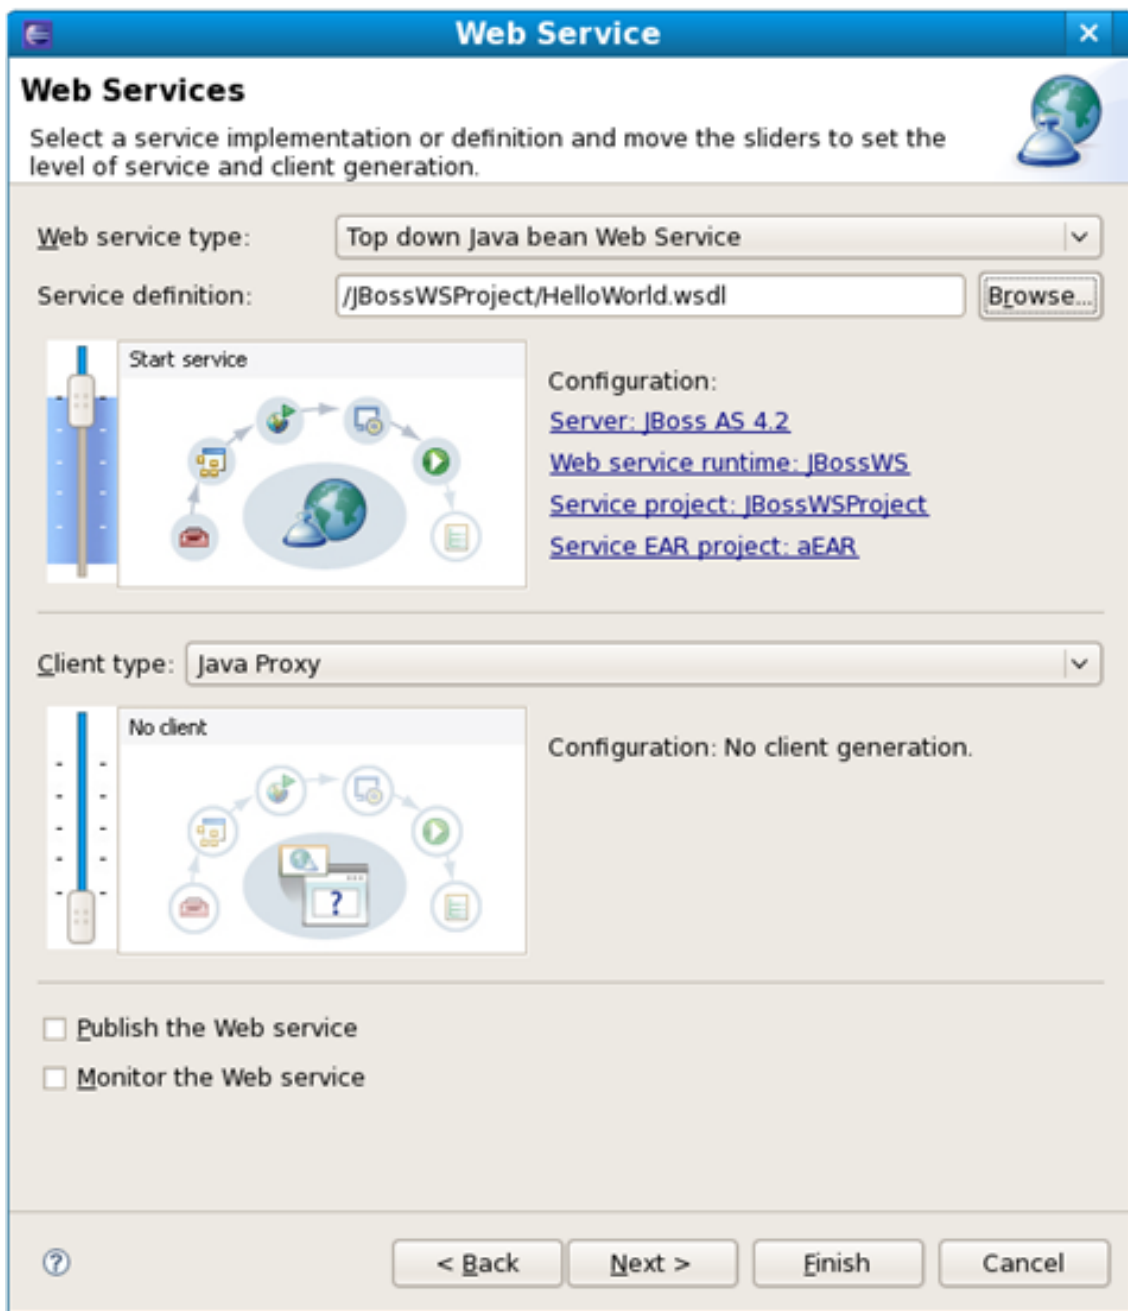 Web Service
Web Services
Select a service implementation or definition and move the sliders to set the
level of service and client generation.
Web service type: Top down Java bean Web Service
Service definition: /JBossWSProject/HelloWorld.wsdl Browse...
Start service
Configuration:
Server: JBoss AS 4.2
Web service runtime: JBossWS
Service project: JBossWSProject
Service EAR project: aEAR
Client type: Java Proxy
No client
Configuration: No client generation.
?
Publish the Web service
Monitor the Web service
? < Back Next > Finish Cancel